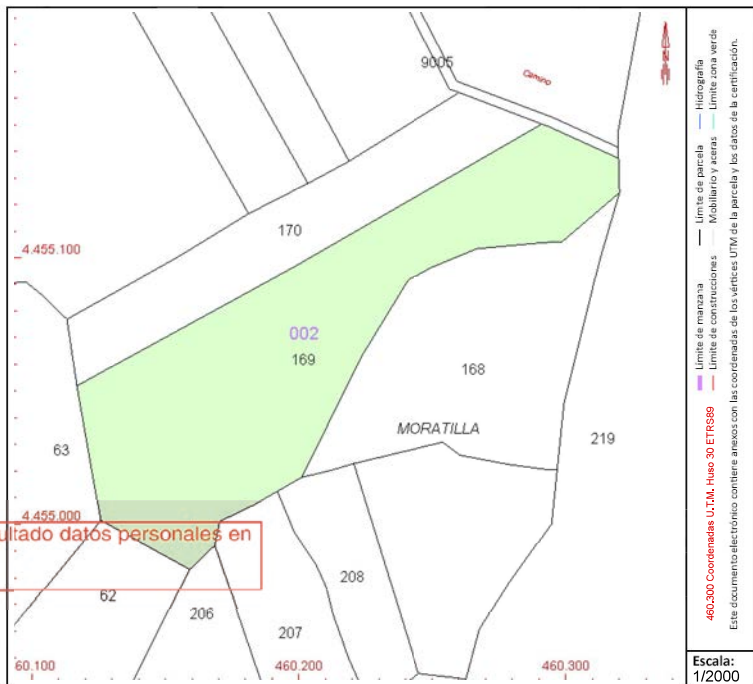 9005
Camino
N
4.455.100
170
002
169
168
63
MORATILLA
219
4.455.000
ultado datos personales en
62
206
207
208
60.100
460.200
460.300
Límite de manzana
Límite de parcela
Hidrografía
Límite de construcciones
Mobiliario y aceras
Límite zona verde
460.300 Coordenadas U.T.M. Huso 30 ETRS89
Este documento electrónico contiene anexos con las coordenadas de los vértices UTM de la parcela y los datos de la certificación.
Escala:
1/2000